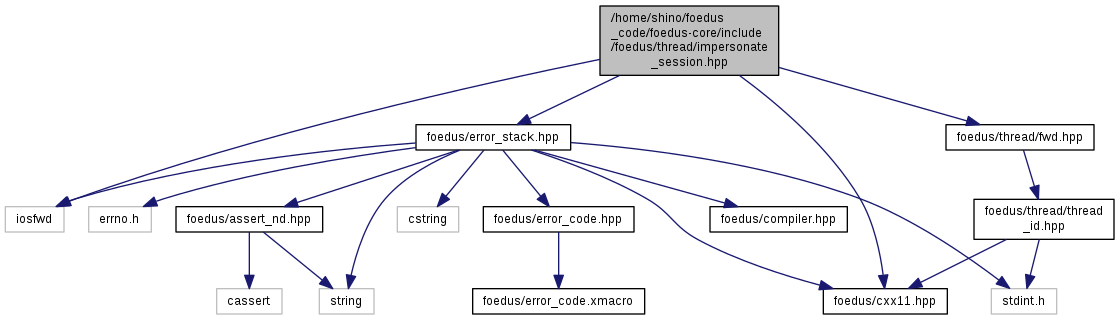 /home/shino/foedus
_code/foedus-core/include
/foedus/thread/impersonate
_session.hpp
foedus/error_stack.hpp
foedus/thread/fwd.hpp
iosfwd
errno.h
foedus/assert_nd.hpp
cstring
foedus/error_code.hpp
foedus/compiler.hpp
foedus/thread/thread
_id.hpp
cassert
string
foedus/error_code.xmacro
foedus/cxx11.hpp
stdint.h